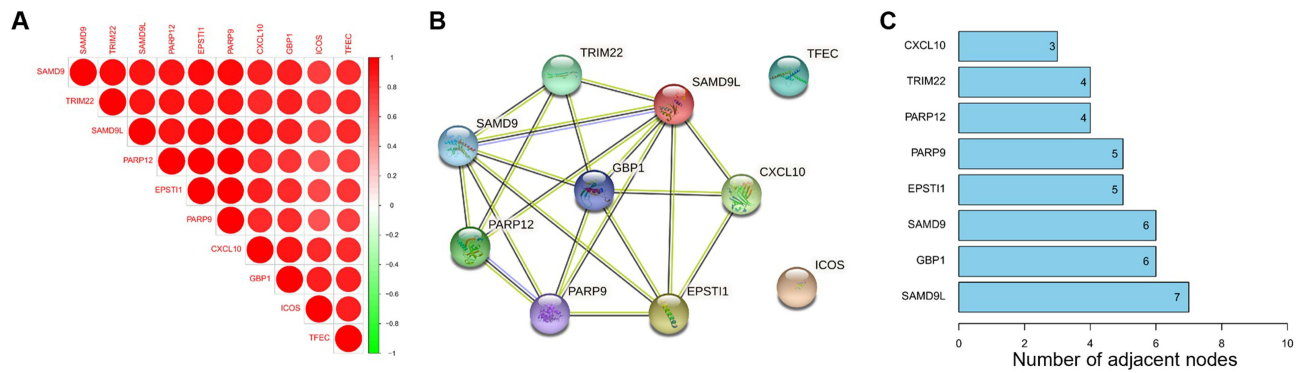 A
SAMD9
TRIM22
SAMD9L
PARP12
EPSTI1
PARP9
CXCL10
GBP1
ICOS
TFEC
SAMD9
TRIM22
SAMD9L
PARP12
EPSTI1
PARP9
CXCL10
GBP1
ICOS
TFEC
1
0.8
0.6
0.4
0.2
0
−0.2
−0.4
−0.6
−0.8
−1
B
TRIM22
TFEC
SAMD9L
SAMD9
GBP1
CXCL10
PARP12
ICOS
PARP9
EPSTI1
C
CXCL10 3
TRIM22 4
PARP12 4
PARP9 5
EPSTI1 5
SAMD9 6
GBP1 6
SAMD9L 7
0 2 4 6 8 10
Number of adjacent nodes